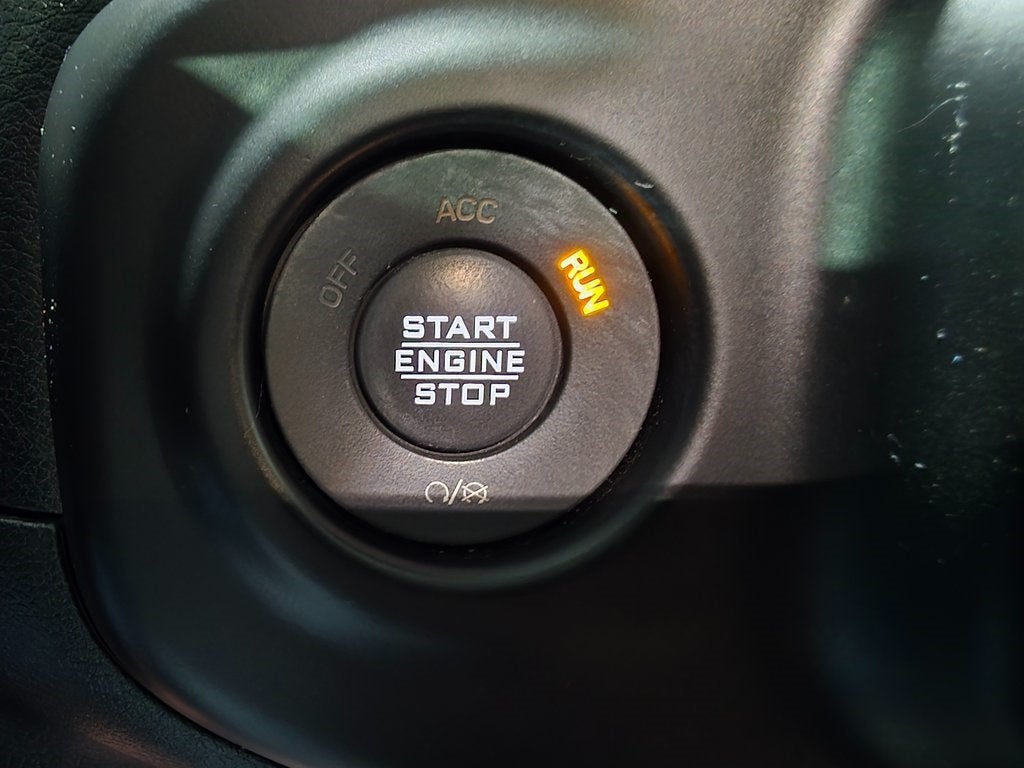 ACC
OFF
RUN
START
ENGINE
STOP